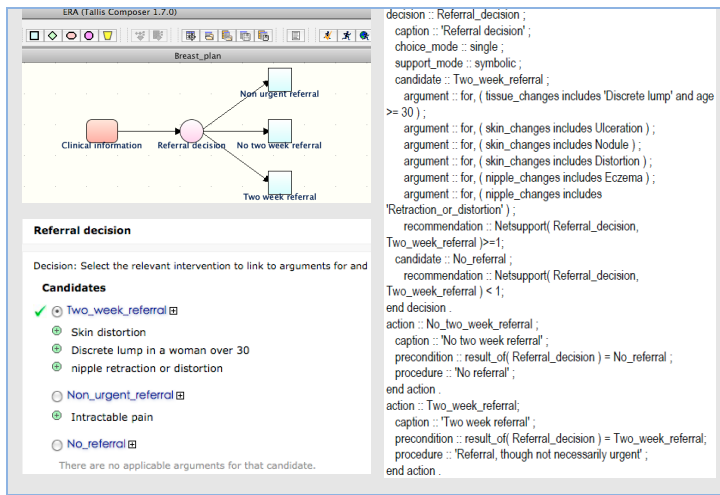 ERA (Tallis Composer 1.7.0)
Breast_plan
Non urgent referral
Clinical information
Referral decision
No two week referral
Two week referral
Referral decision
Decision: Select the relevant intervention to link to arguments for and
Candidates
Two_week_referral
Skin distortion
Discrete lump in a woman over 30
nipple retraction or distortion
Non_urgent_referral
Intractable pain
No_referral
There are no applicable arguments for that candidate.
decision :: Referral_decision ;
caption :: 'Referral decision' ;
choice_mode :: single ;
support_mode :: symbolic ;
candidate :: Two_week_referral ;
argument :: for, ( tissue_changes includes 'Discrete lump' and age
>= 30 ) ;
argument :: for, ( skin_changes includes Ulceration ) ;
argument :: for, ( skin_changes includes Nodule ) ;
argument :: for, ( skin_changes includes Distortion ) ;
argument :: for, ( nipple_changes includes Eczema ) ;
argument :: for, ( nipple_changes includes
'Retraction_or_distortion' ) ;
recommendation :: Netsupport( Referral_decision,
Two_week_referral )>=1;
candidate :: No_referral ;
recommendation :: Netsupport( Referral_decision,
Two_week_referral ) < 1;
end decision .
action :: No_two_week_referral ;
caption :: 'No two week referral' ;
precondition :: result_of( Referral_decision ) = No_referral ;
procedure :: 'No referral' ;
end action .
action :: Two_week_referral;
caption :: 'Two week referral' ;
precondition :: result_of( Referral_decision ) = Two_week_referral;
procedure :: 'Referral, though not necessarily urgent' ;
end action .